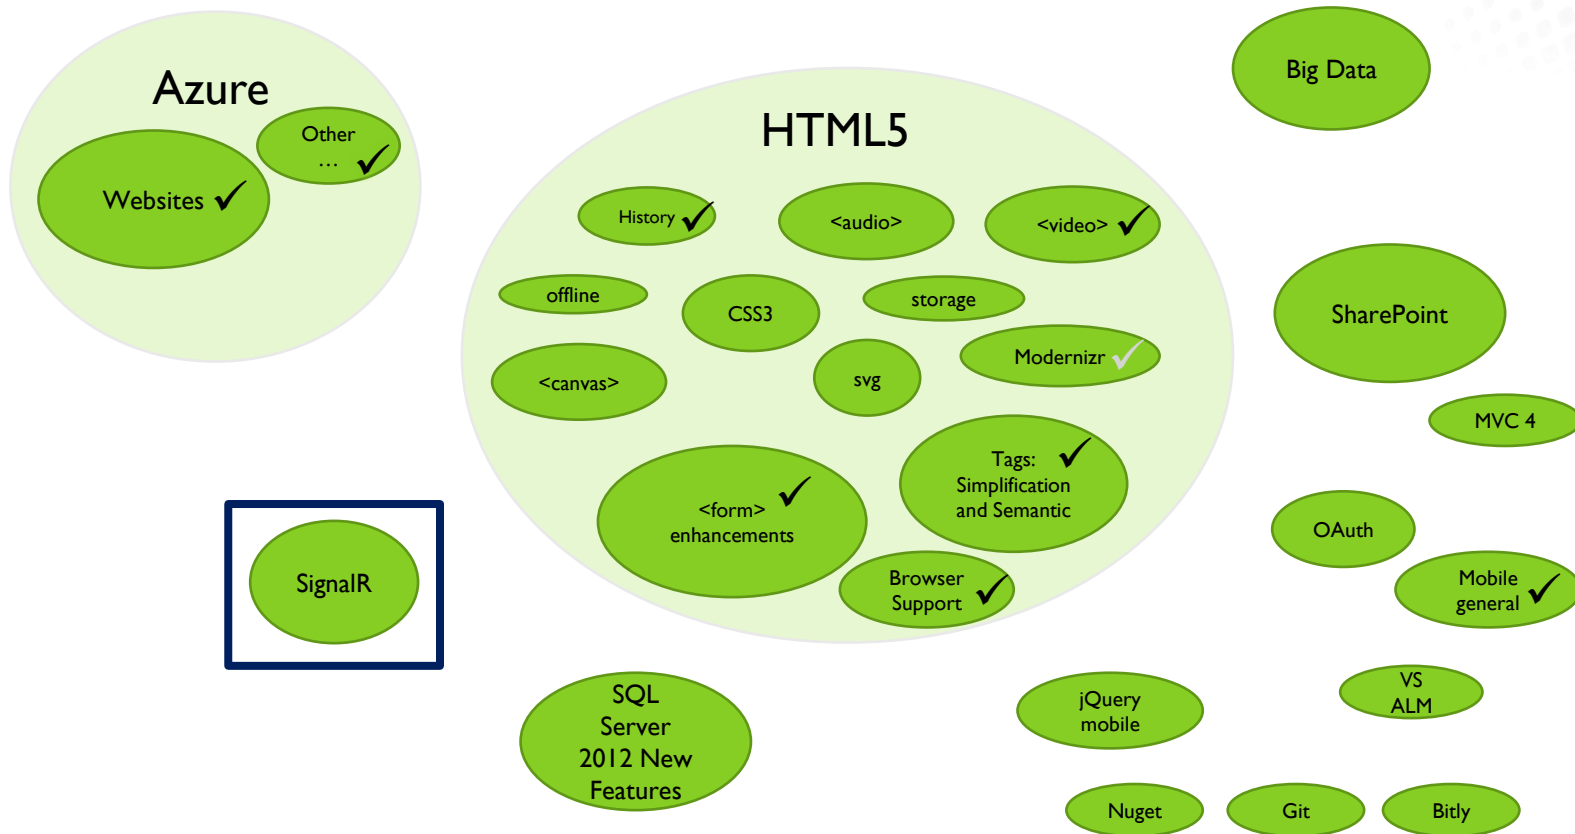 Azure
Other
...
Websites
HTML5
History
<audio>
<video>
offline
CSS3
storage
Modernizr
<canvas>
svg
Tags:
Simplification
and Semantic
<form>
enhancements
Browser
Support
Big Data
SharePoint
MVC 4
OAuth
Mobile
general
SignalR
SQL
Server
2012 New
Features
jQuery
mobile
VS
ALM
Nuget
Git
Bitly